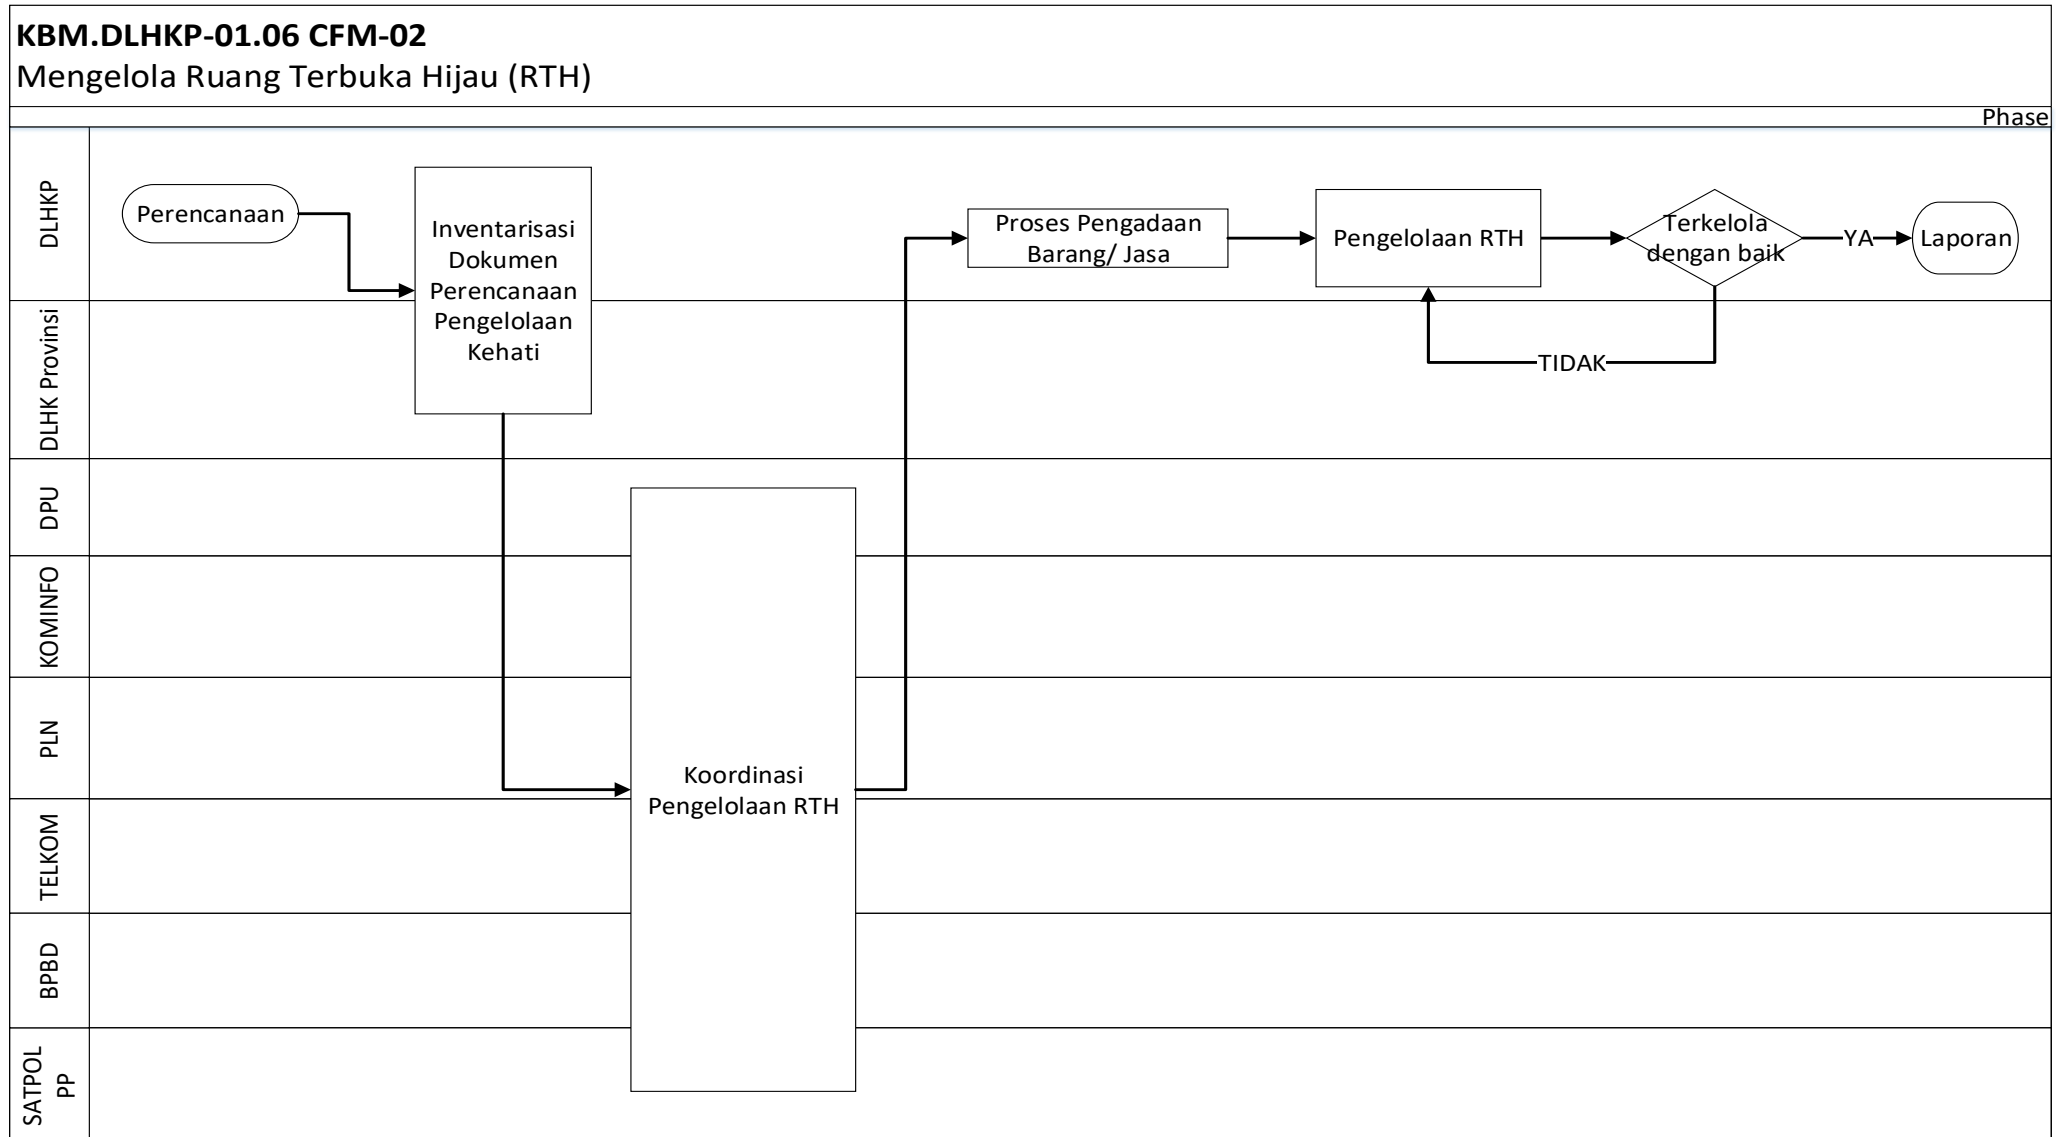 KBM.DLHKP-01.06 CFM-02
Mengelola Ruang Terbuka Hijau (RTH)
Phase
DLHKP
Perencanaan
Inventarisasi
Dokumen
Perencanaan
Pengelolaan
Kehati
Proses Pengadaan
Barang/ Jasa
Pengelolaan RTH
Terkelola
dengan baik
YA
Laporan
DLHK Provinsi
TIDAK
DPU
KOMINFO
PLN
Koordinasi
Pengelolaan RTH
TELKOM
BPBD
SATPOL
PP